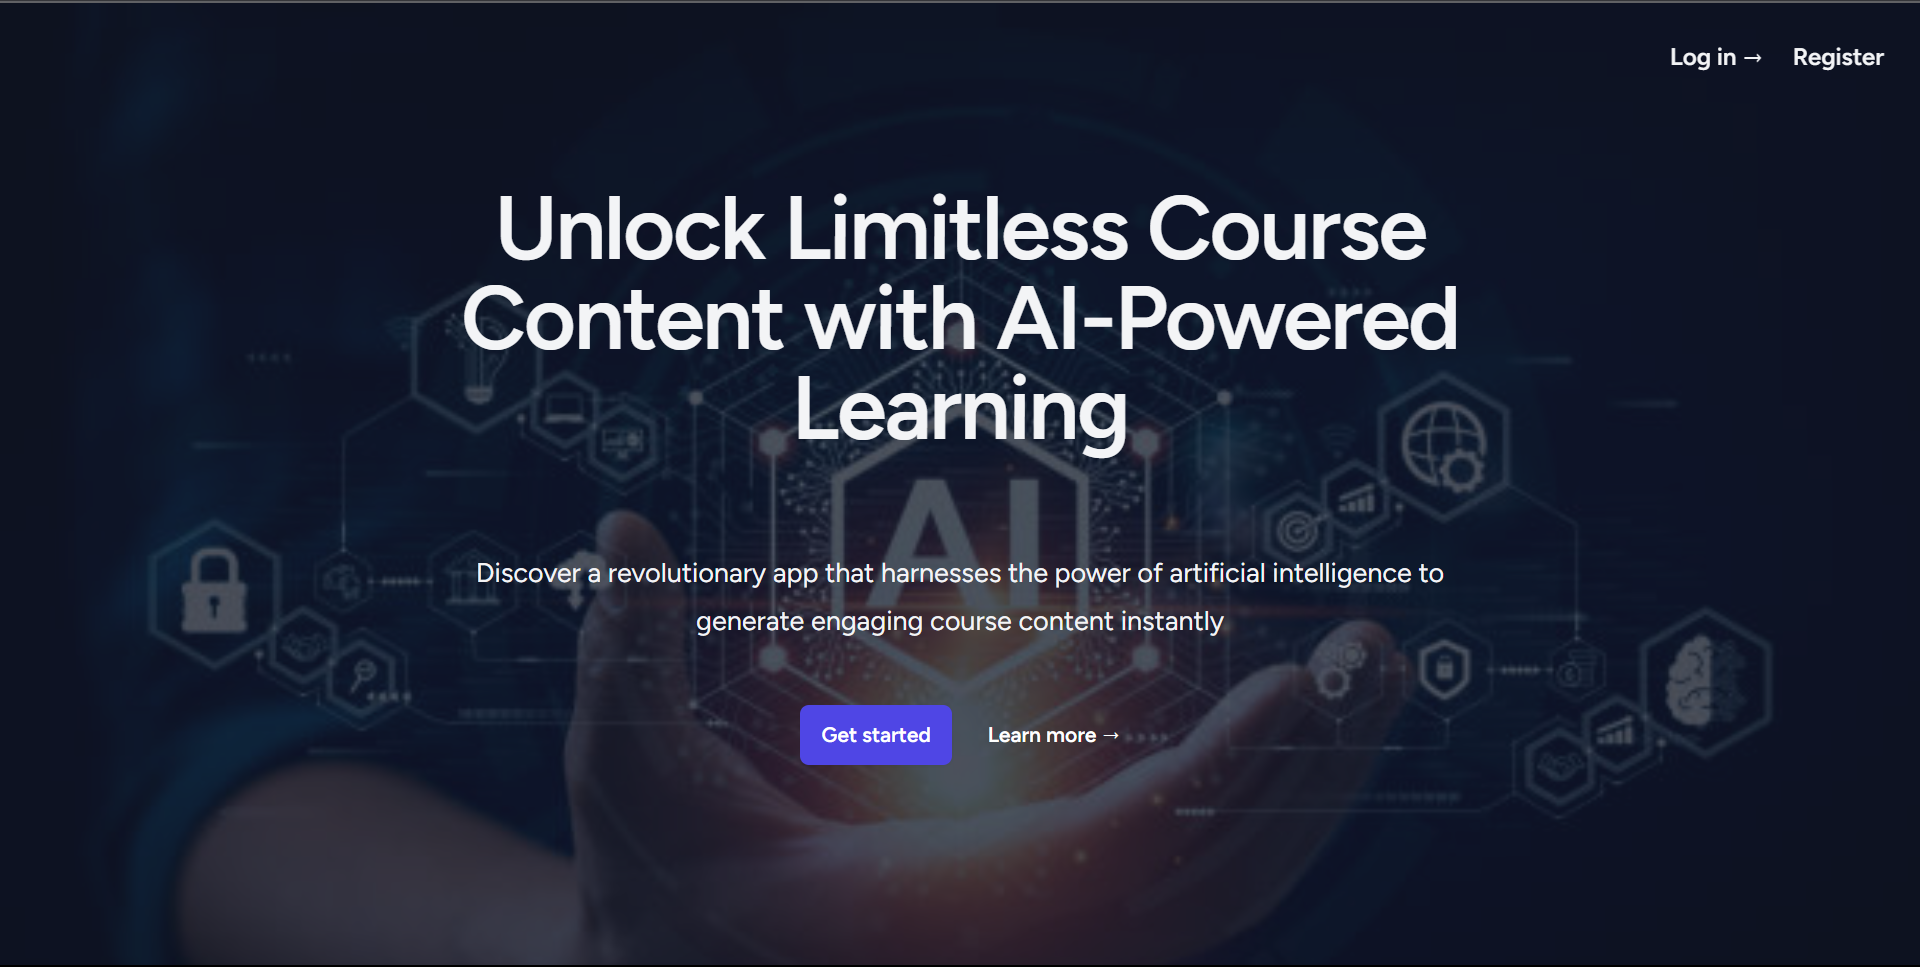 Log in → Register
Unlock Limitless Course
Content with AI-Powered
Learning
AI
Discover a revolutionary app that harnesses the power of artificial intelligence to
generate engaging course content instantly
Get started Learn more →